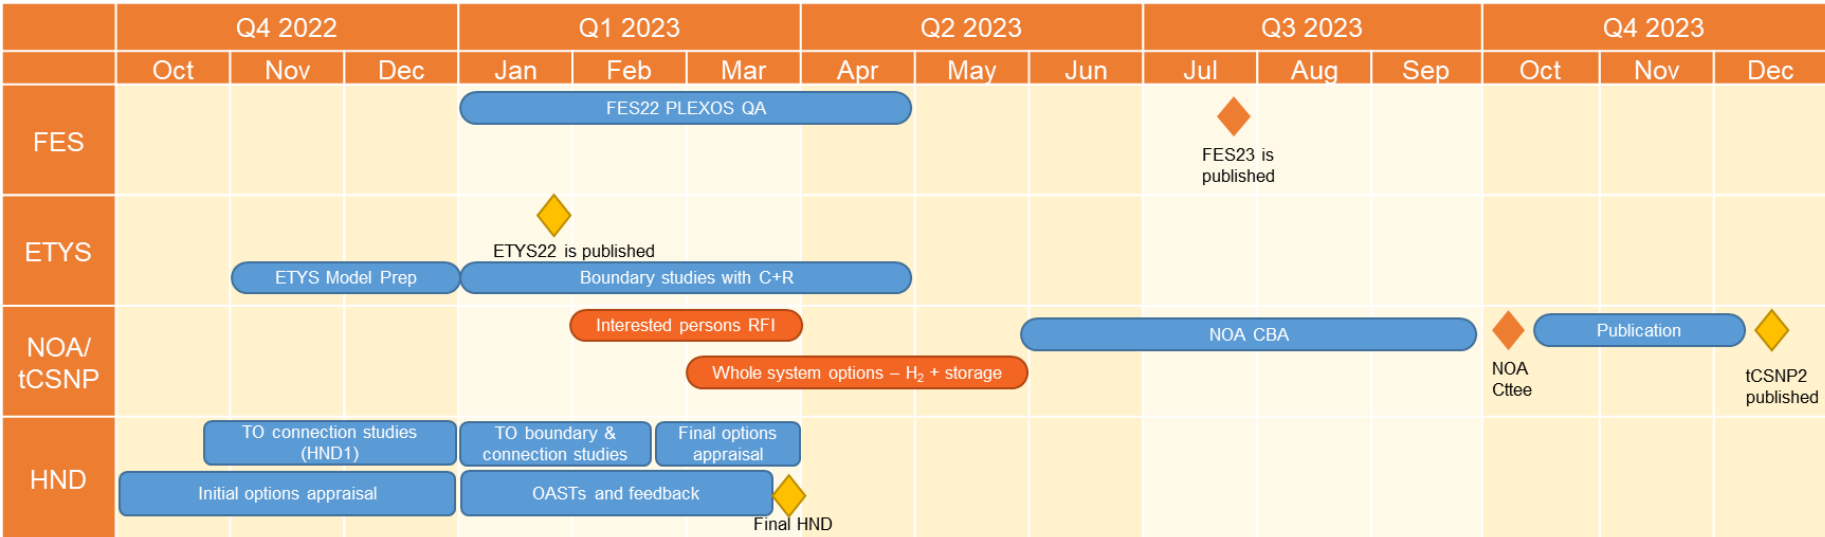 Q4 2022
Q1 2023
Q2 2023
Q3 2023
Q4 2023
Oct
Nov
Dec
Jan
Feb
Mar
Apr
May
Jun
Jul
Aug
Sep
Oct
Nov
Dec
FES
FES22 PLEXOS QA
FES23 is
published
ETYS
ETYS22 is published
ETYS Model Prep
Boundary studies with C+R
NOA/
tCSNP
Interested persons RFI
Whole system options – H₂ + storage
NOA CBA
NOA
Cttee
Publication
tCSNP2
published
HND
TO connection studies
(HND1)
TO boundary &
connection studies
Final options
appraisal
Initial options appraisal
OASTs and feedback
Final HND